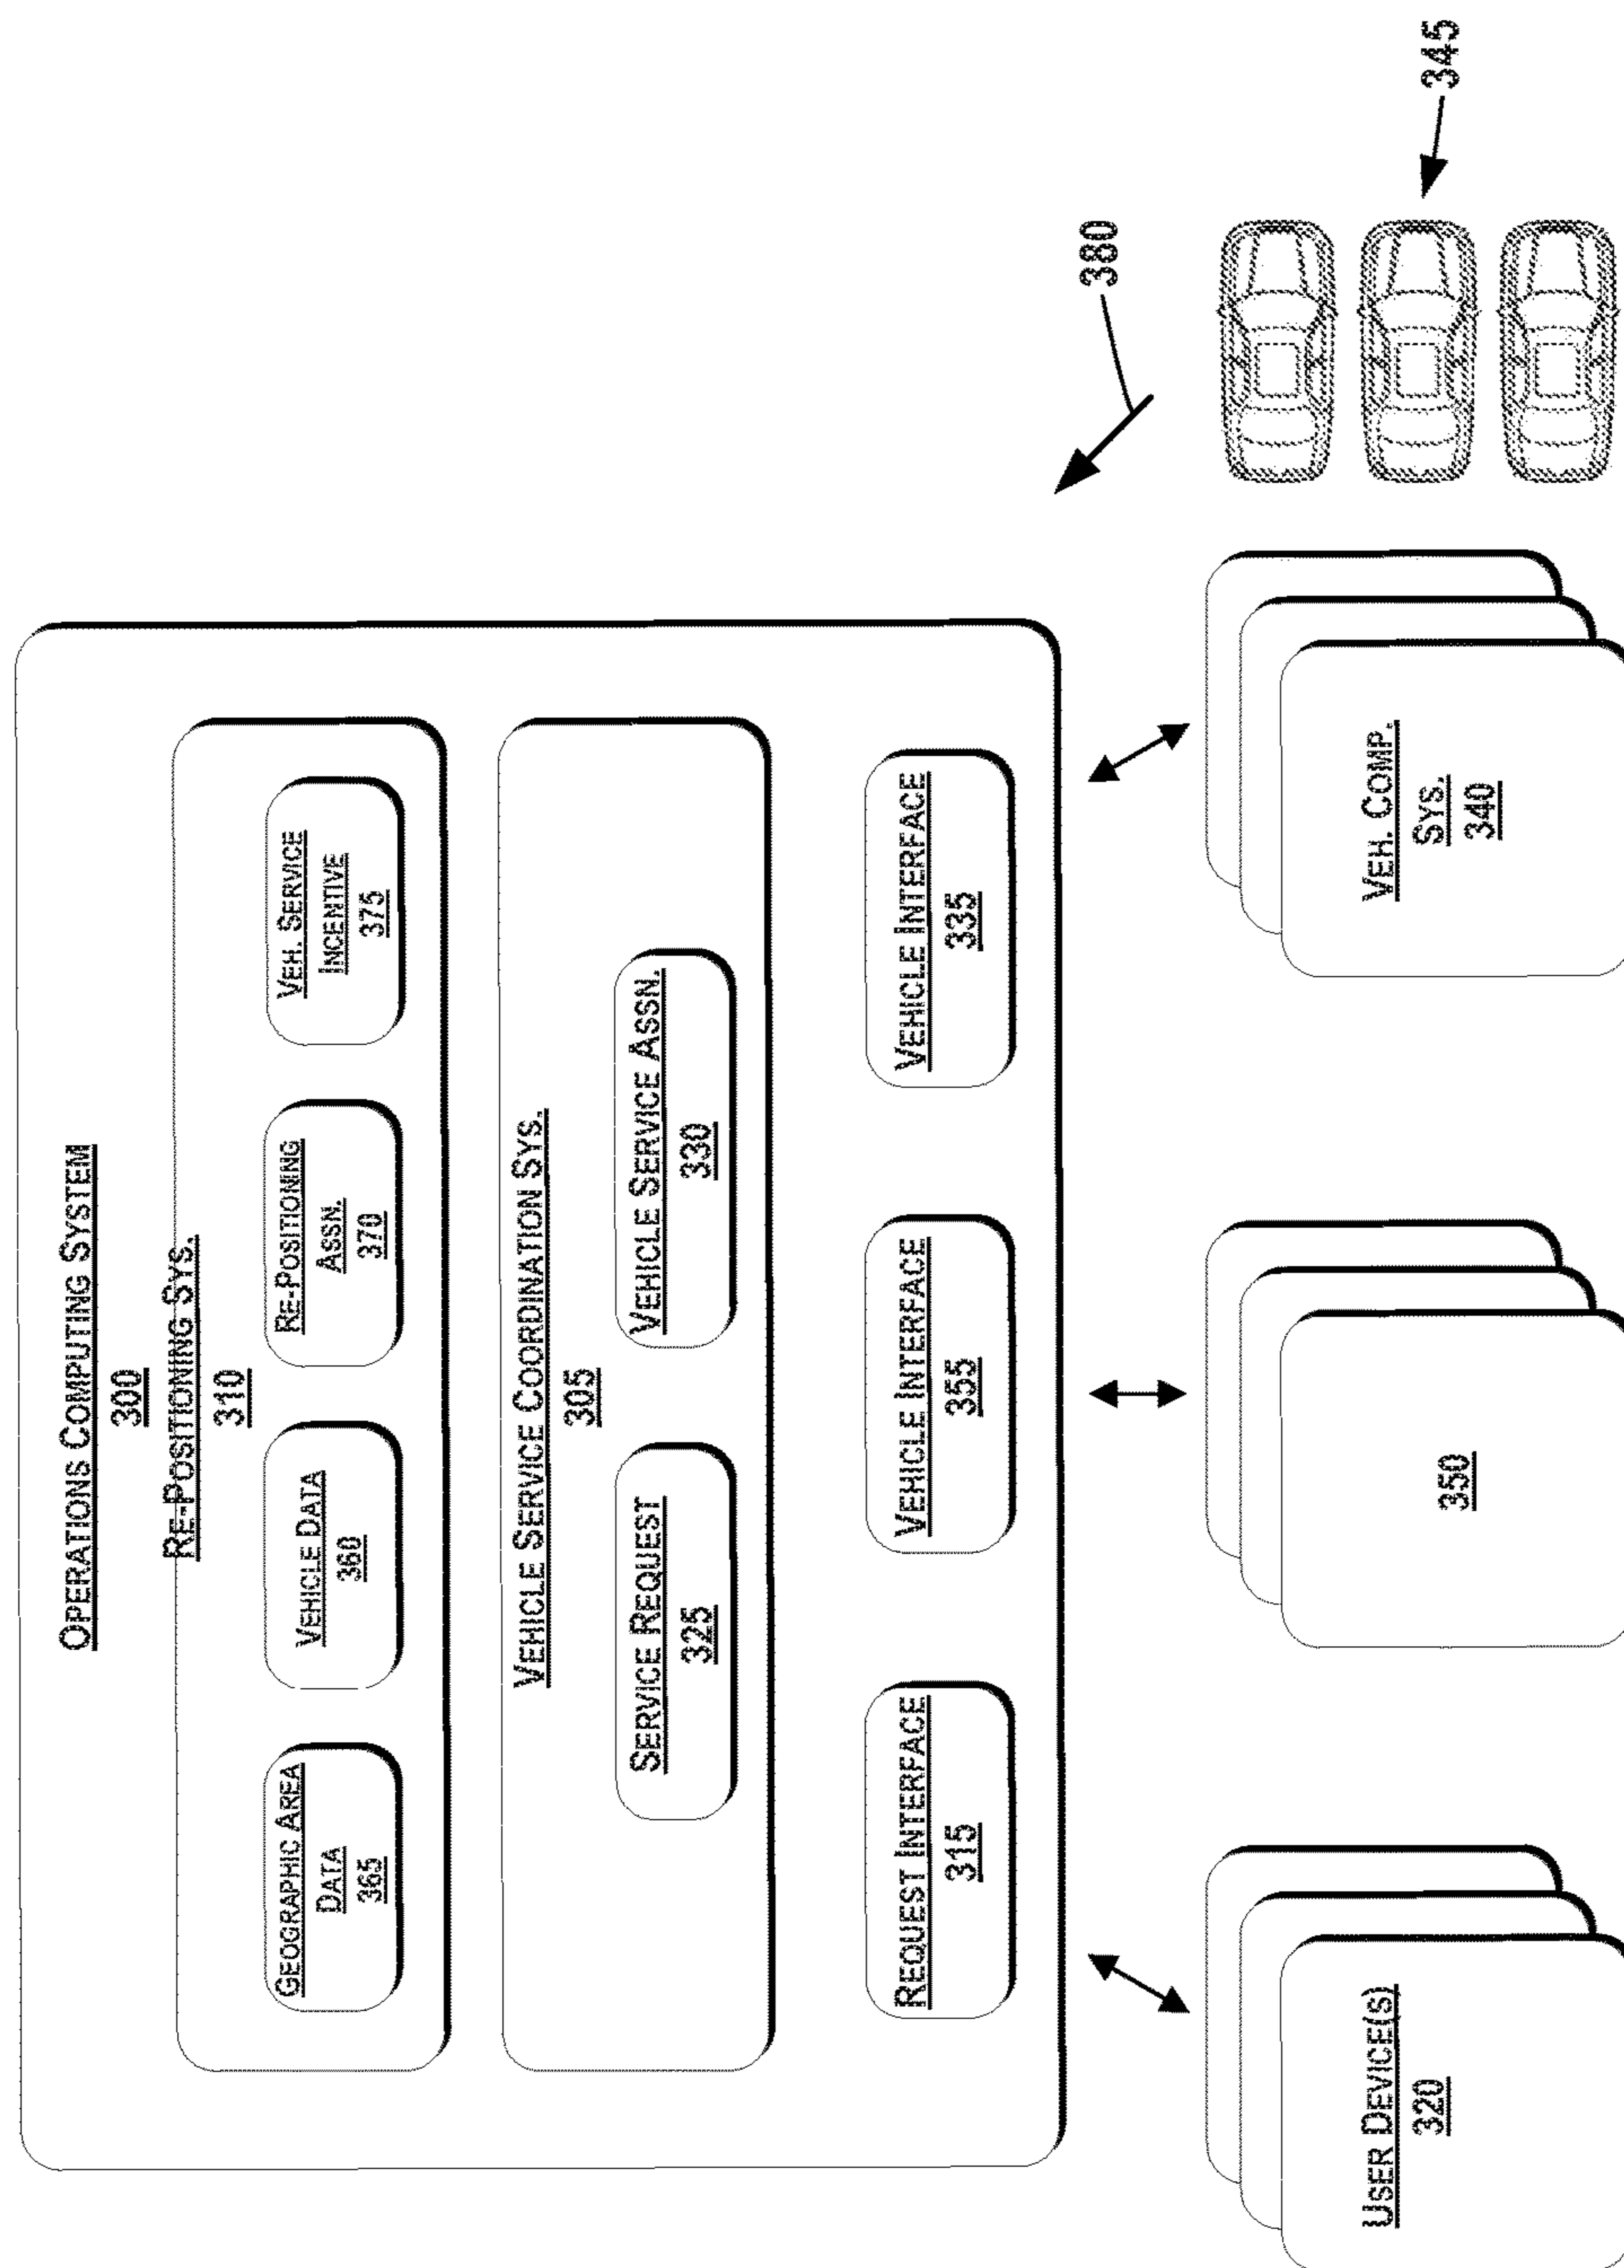 OPERATIONS COMPUTING SYSTEM
300
RE-POSITIONING SYS.
310
GEOGRAPHIC AREA
DATA
365
VEHICLE DATA
360
RE-POSITIONING
ASSN.
370
VEH. SERVICE
INCENTIVE
375
VEHICLE SERVICE COORDINATION SYS.
305
SERVICE REQUEST
325
VEHICLE SERVICE ASSN.
330
REQUEST INTERFACE
315
VEHICLE INTERFACE
355
VEHICLE INTERFACE
335
380
USER DEVICE(S)
320
350
VEH. COMP.
SYS.
340
345